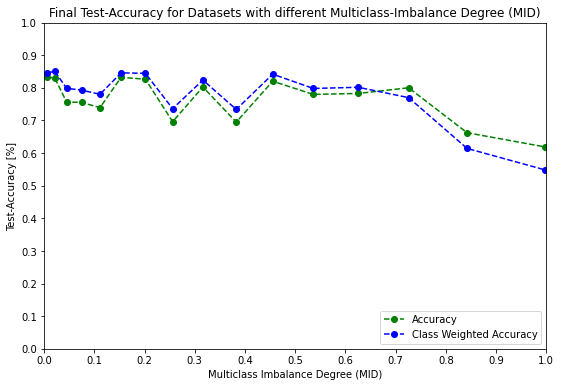 Final Test-Accuracy for Datasets with different Multiclass-Imbalance Degree (MID)
1.0
0.9
0.8
0.7
0.6
0.5
0.4
0.3
0.2
0.1
0.0
Test-Accuracy [%]
Accuracy
Class Weighted Accuracy
0.0 0.1 0.2 0.3 0.4 0.5 0.6 0.7 0.8 0.9 1.0
Multiclass Imbalance Degree (MID)